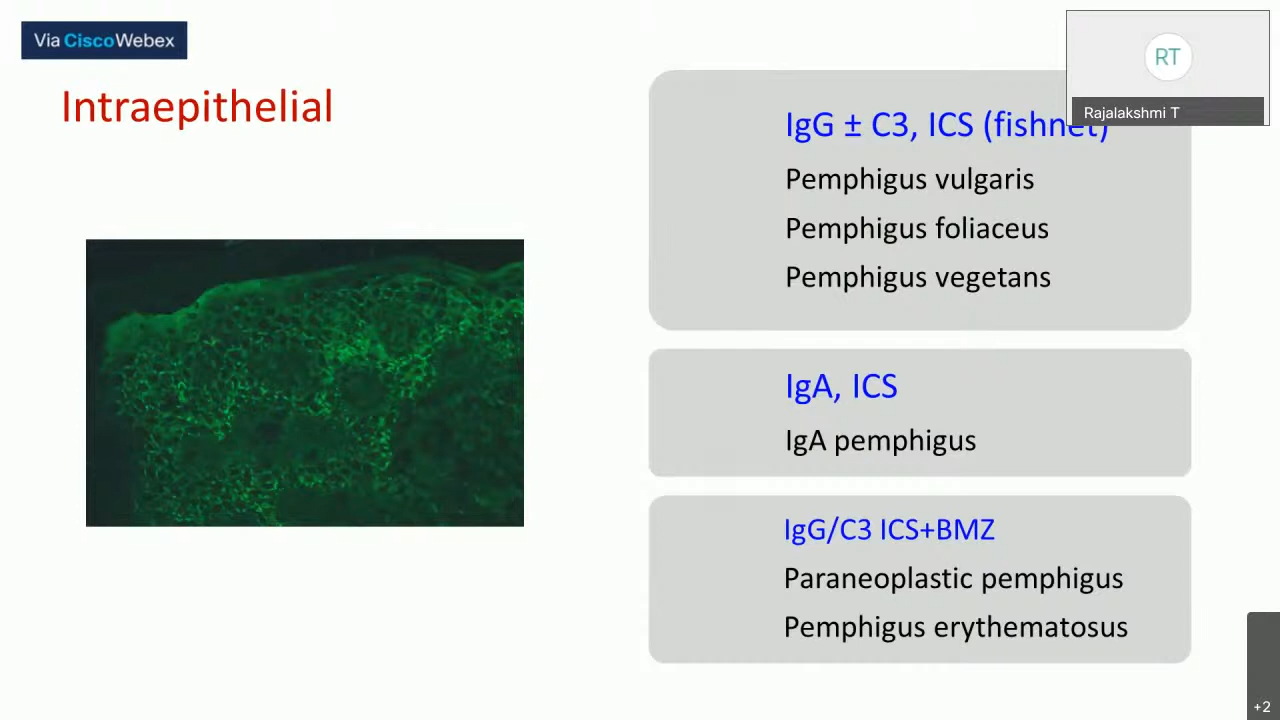 Via CiscoWebex
Intraepithelial
RT
Rajalakshmi T
IgG ± C3, ICS (fishnet)
Pemphigus vulgaris
Pemphigus foliaceus
Pemphigus vegetans
IgA, ICS
IgA pemphigus
IgG/C3 ICS+BMZ
Paraneoplastic pemphigus
Pemphigus erythematosus
+2